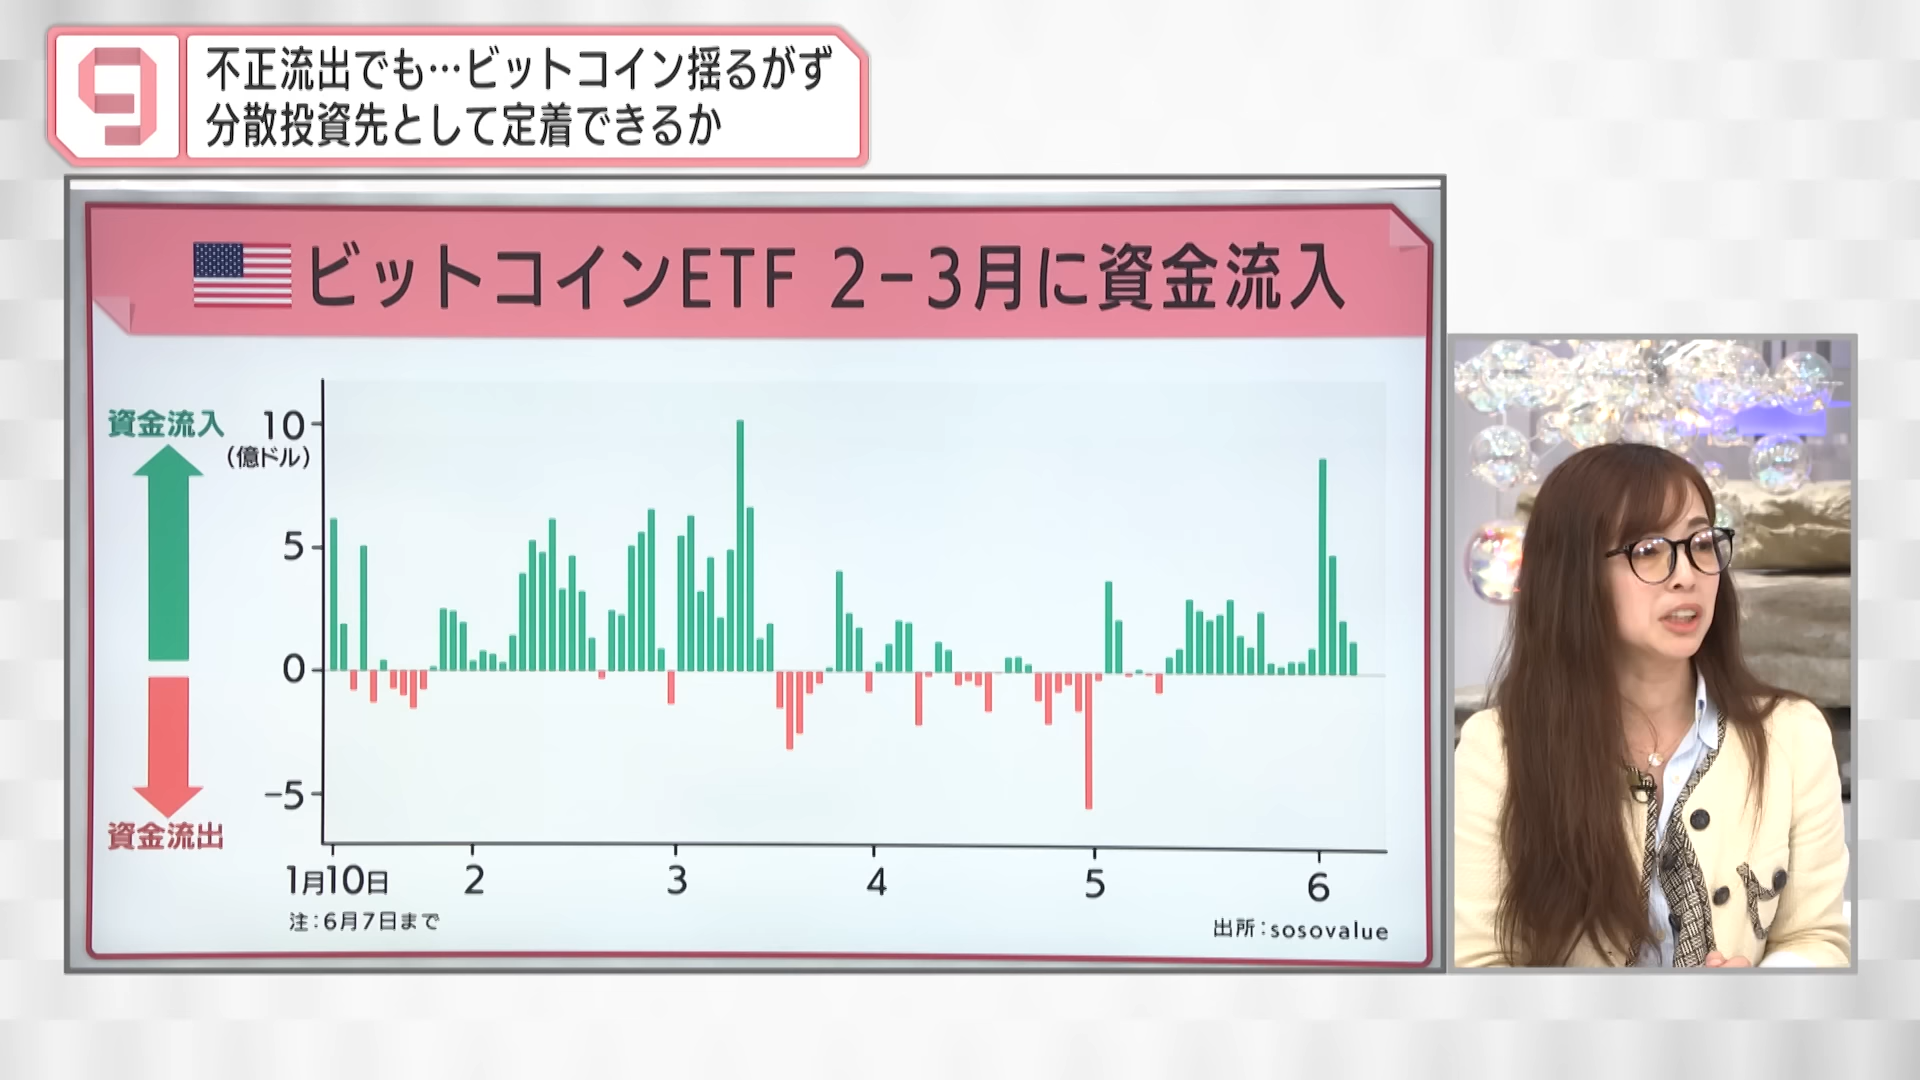 9
不正流出でも…ビットコイン揺るがず
分散投資先として定着できるか
ビットコインETF 2-3月に資金流入
資金流入
10
(億ドル)
5
0
-5
資金流出
1月10日 2 3 4 5 6
注:6月7日まで
出所:sosovalue